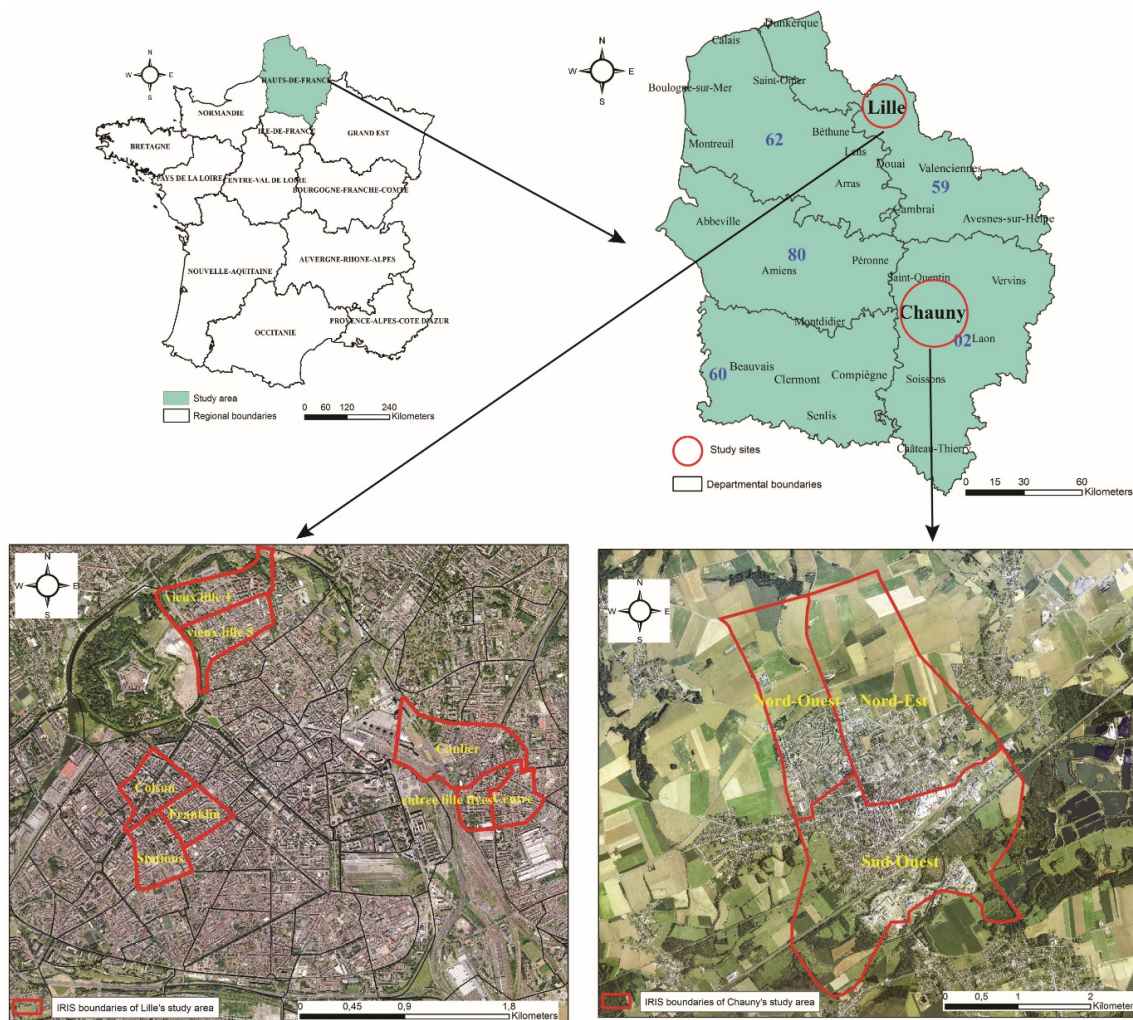 N
W E
S
HAUTS-DE-FRANCE
NORMANDIE
ILE-DE-FRANCE
GRAND EST
BRETAGNE
PAYS DE LA LOIRE
CENTRE-VAL DE LOIRE
BOURGOGNE-FRANCHE-COMTE
AUVERGNE-RHONE-ALPES
NOUVELLE-AQUITAINE
OCCITANIE
PROVENCE-ALPES-COTE D'AZUR
Study area
Regional boundaries
0 60 120 240
Kilometers
N
W E
S
Dunkerque
Calais
Saint-Omer
Boulogne-sur-Mer
Lille
Béthune
62
Montreuil
Lens
Douai
Valenciennes
Arras
59
Cambrai
Avesnes-sur-Helpe
Abbeville
80
Péronne
Amiens
Saint-Quentin
Vervins
Chauny
Montdidier
02
Laon
60
Beauvais
Clermont
Compiègne
Soissons
Senlis
Château-Thierry
Study sites
Departmental boundaries
0 15 30 60
Kilometers
N
W E
S
vieux lille 1
vieux lille 5
Caulier
entree lille fives
Centre
Colson
Franklin
Stations
IRIS boundaries of Lille's study area
0 0,45 0.9 1,8
Kilometers
N
W E
S
Nord-Ouest
Nord-Est
Sud-Ouest
IRIS boundaries of Chauny's study area
0 0,5 1 2
Kilometers